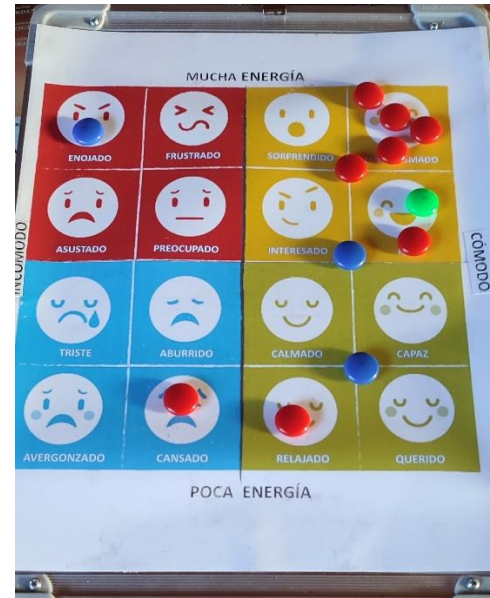 MUCHA ENERGÍA
ENOJADO
FRUSTRADO
SORPRENDIDO
ASUSTADO
PREOCUPADO
INTERESADO
INCÓMODO
CÓMODO
TRISTE
ABURRIDO
CALMADO
CAPAZ
AVERGONZADO
CANSADO
RELAJADO
QUERIDO
POCA ENERGÍA